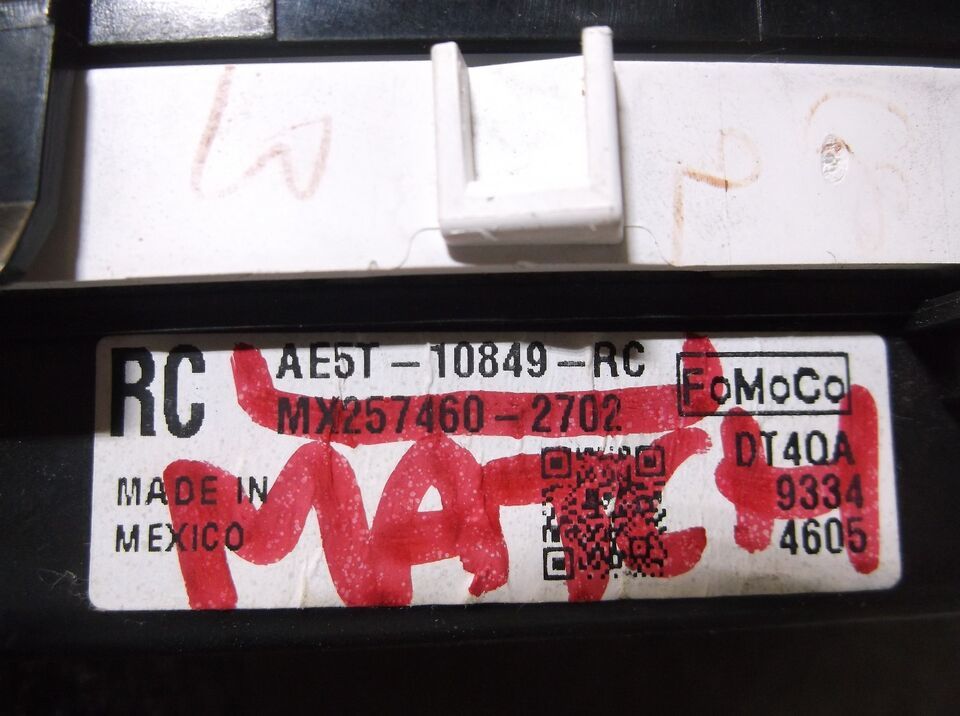 RC
AE5T-10849-RC
MX257460-2702
FoMoCo
DT4QA
9334
4605
MADE IN
MEXICO
MATCH